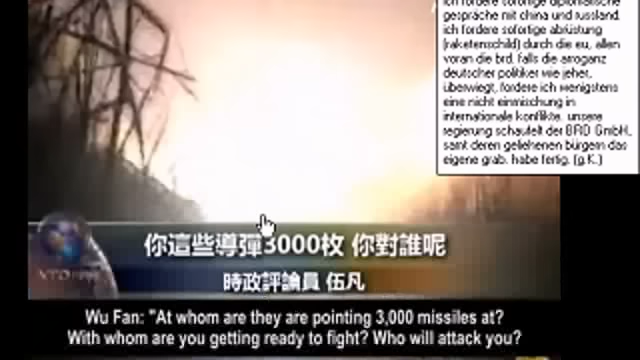 ich fordere sofortige diplomatische
gespräche mit china und russland.
ich fordere sofortige abrüstung
(raketenschild) durch die eu, allen
voran die brd. falls die arroganz
deutscher politiker wie jeher,
überwiegt, fordere ich wenigstens
eine nicht einmischung in
internationale konflikte. unsere
regierung schaufelt der BRD GmbH.
samt deren geliehenen bürgern das
eigene grab. habe fertig. (g.K.)
你這些導彈3000枚 你對誰呢
時政評論員 伍凡
Wu Fan: "At whom are they are pointing 3,000 missiles at?
With whom are you getting ready to fight? Who will attack you?